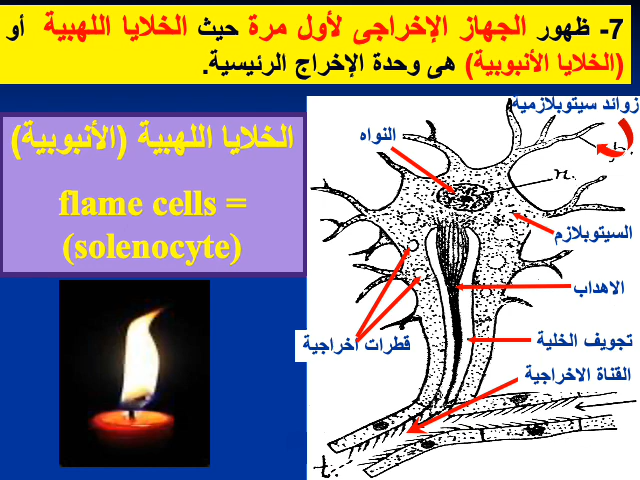 7- ظهور الجهاز الإخراجى لأول مرة حيث الخلايا اللهبية أو
(الخلايا الأنبوبية) هى وحدة الإخراج الرئيسية.
الخلايا اللهبية (الأنبوبية)
flame cells =
(solenocyte)
زوائد سيتوبلازمية
النواه
p.
n.
السيتوبلازم
الاهداب
قطرات اخراجية
تجويف الخلية
القناة الاخراجية
t.